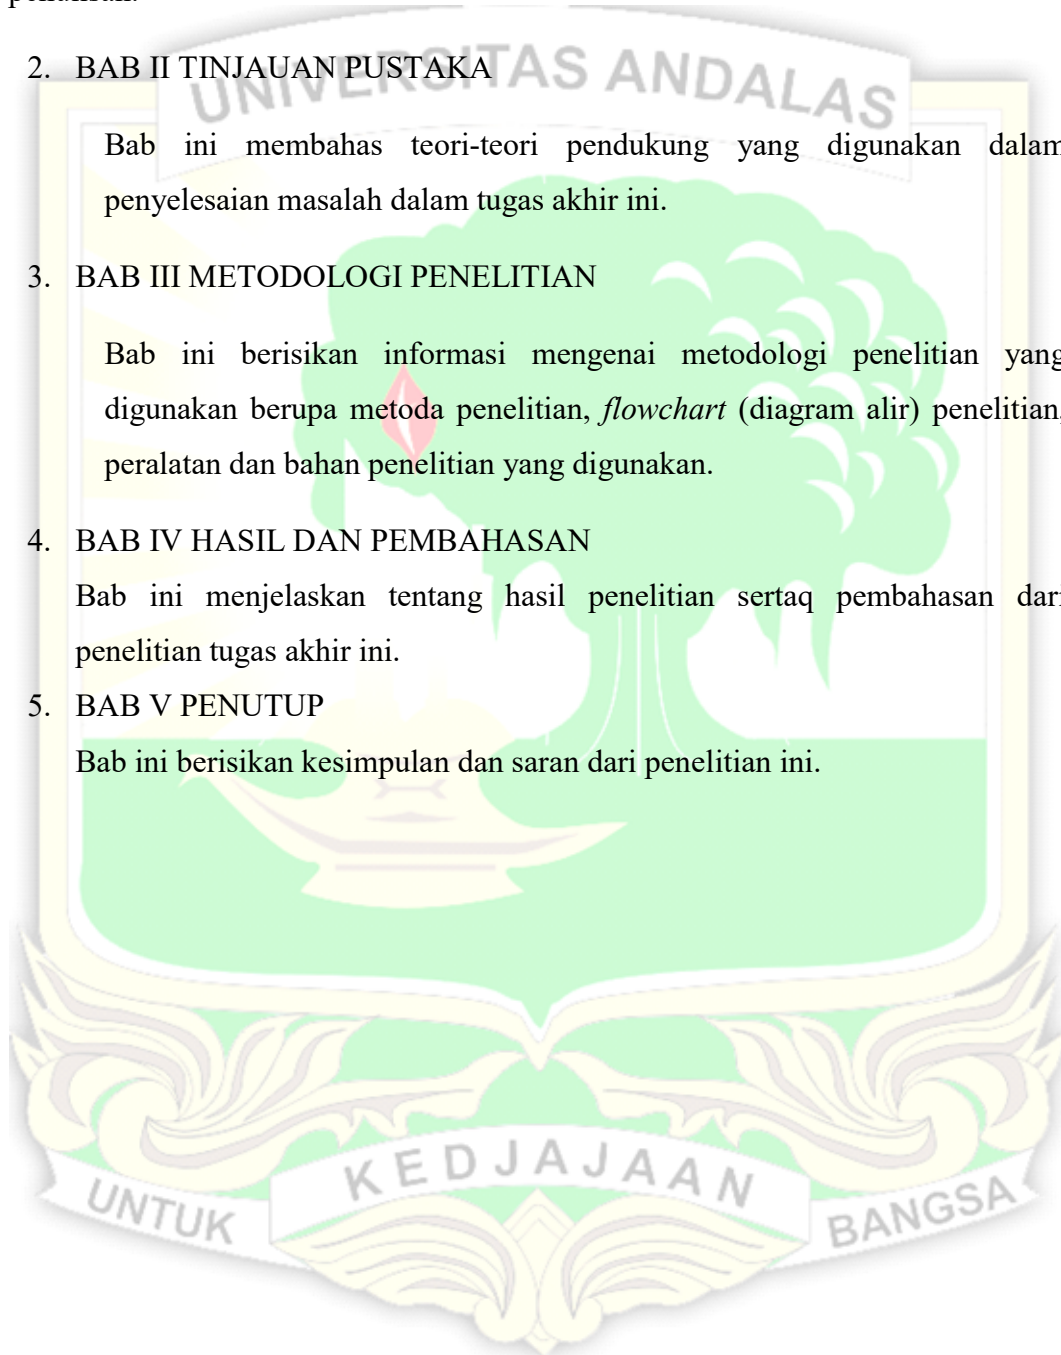 2. BAB II TINJAUAN PUSTAKA
UNIVERSITAS ANDALAS
Bab ini membahas teori-teori pendukung yang digunakan dalam
penyelesaian masalah dalam tugas akhir ini.
3. BAB III METODOLOGI PENELITIAN
Bab ini berisikan informasi mengenai metodologi penelitian yang
digunakan berupa metoda penelitian, flowchart (diagram alir) penelitian,
peralatan dan bahan penelitian yang digunakan.
4. BAB IV HASIL DAN PEMBAHASAN
Bab ini menjelaskan tentang hasil penelitian sertaq pembahasan dari
penelitian tugas akhir ini.
5. BAB V PENUTUP
Bab ini berisikan kesimpulan dan saran dari penelitian ini.
UNTUK KEDJAJAAN BANGSA